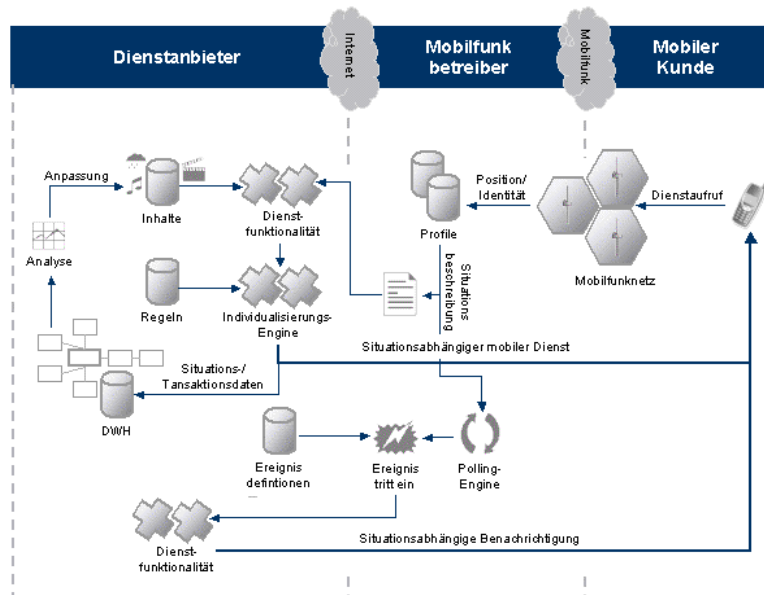 Dienstanbieter
Internet
Mobilfunk
betreiber
Mobilfunk
Mobiler
Kunde
Anpassung
Inhalte
Dienst-
funktionalität
Position/
Identität
Dienstaufruf
Profile
Mobilfunknetz
Analyse
Regeln
Individualisierungs-
Engine
Situations
beschreibung
Situationsabhängiger mobiler Dienst
Situations-/
Tansaktionsdaten
DWH
Ereignis
defintionen
Ereignis
tritt ein
Polling-
Engine
Situationsabhängige Benachrichtigung
Dienst-
funktionalität